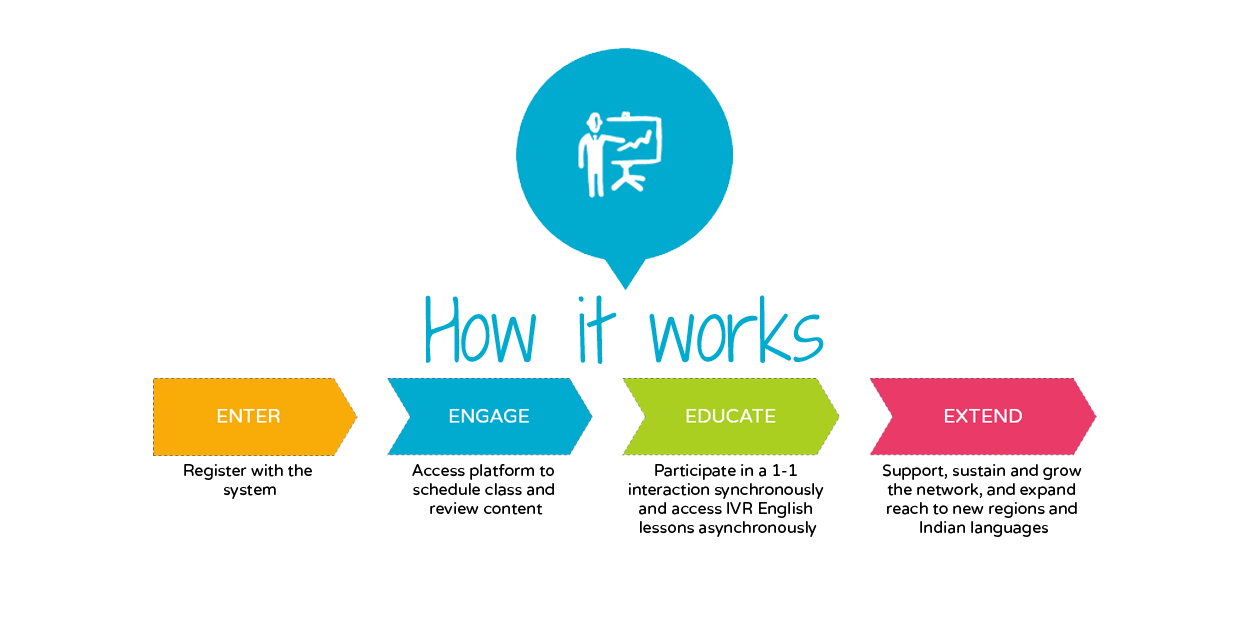 How it works
ENTER
Register with the
system
ENGAGE
Access platform to
schedule class and
review content
EDUCATE
Participate in a 1-1
interaction synchronously
and access IVR English
lessons asynchronously
EXTEND
Support, sustain and grow
the network, and expand
reach to new regions and
Indian languages